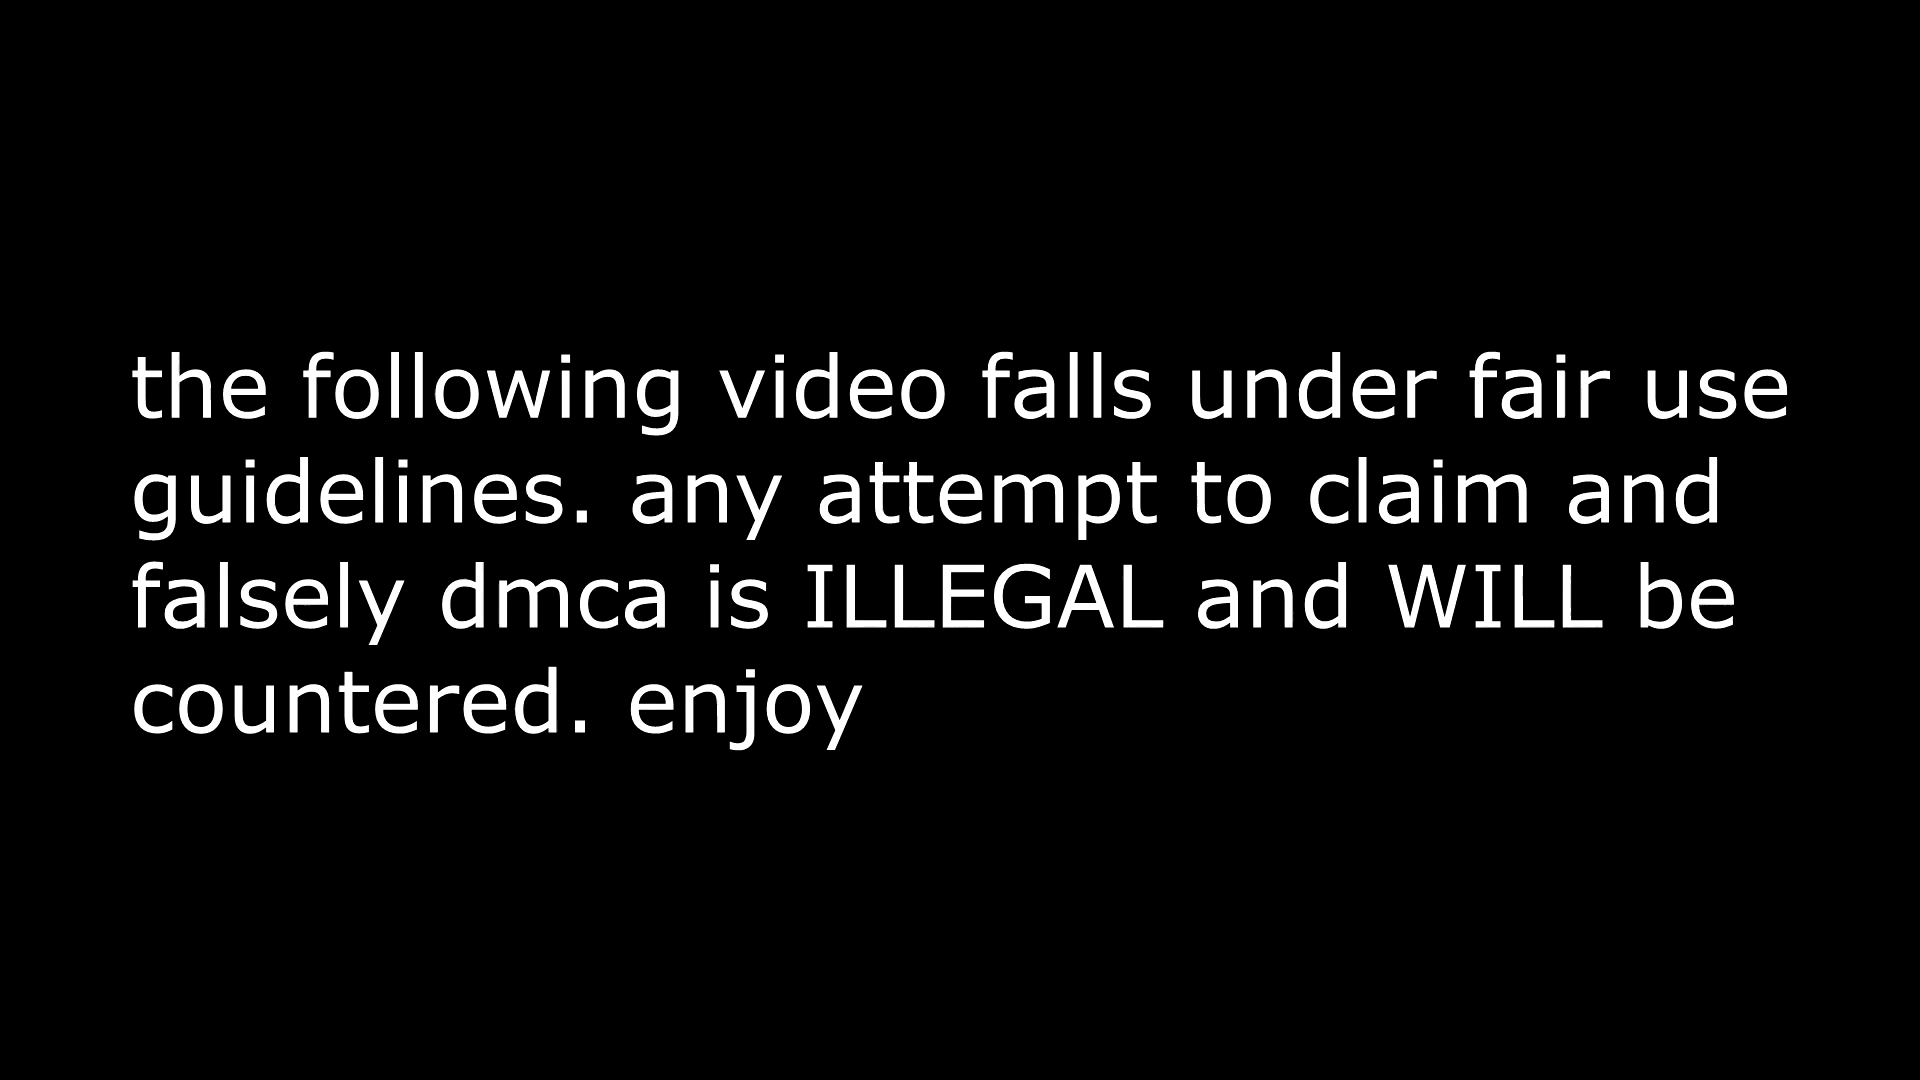 the following video falls under fair use
guidelines. any attempt to claim and
falsely dmca is ILLEGAL and WILL be
countered. enjoy